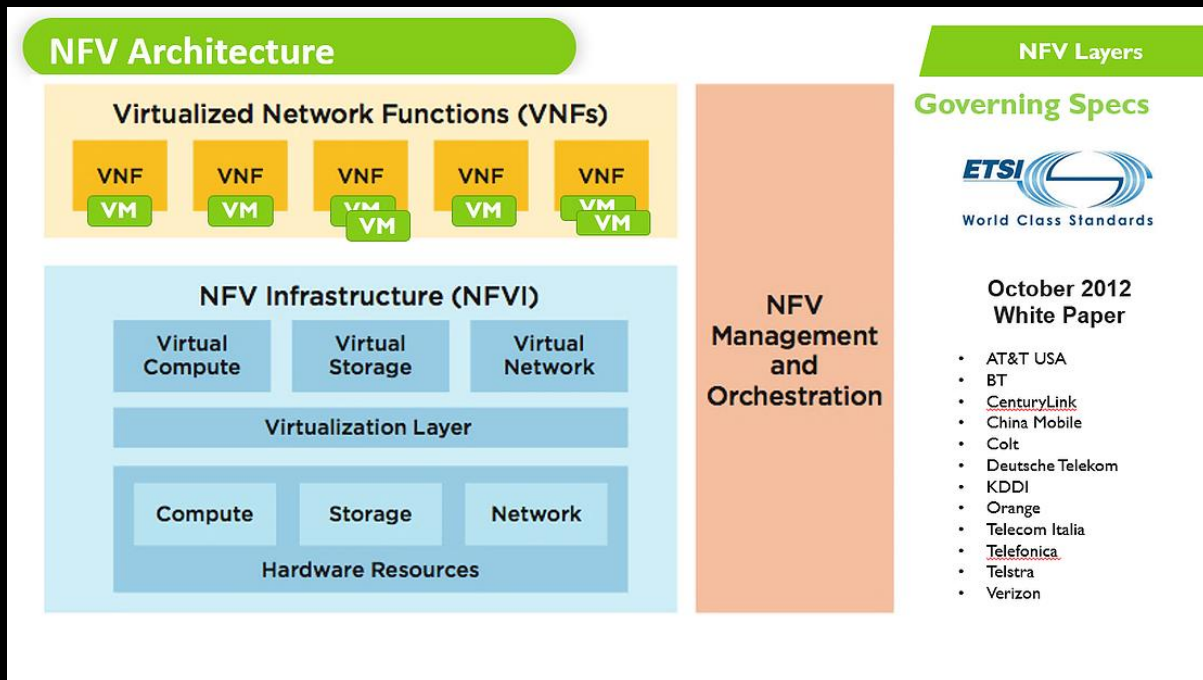 NFV Architecture
NFV Layers
Virtualized Network Functions (VNFs)
VNF
VNF
VNF
VNF
VNF
VM
VM
VM
VM
VM
VM
VM
NFV Infrastructure (NFVI)
Virtual
Compute
Virtual
Storage
Virtual
Network
Virtualization Layer
Compute
Storage
Network
Hardware Resources
NFV
Management
and
Orchestration
Governing Specs
ETSI
World Class Standards
October 2012
White Paper
• AT&T USA
• BT
• CenturyLink
• China Mobile
• Colt
• Deutsche Telekom
• KDDI
• Orange
• Telecom Italia
• Telefonica
• Telstra
• Verizon